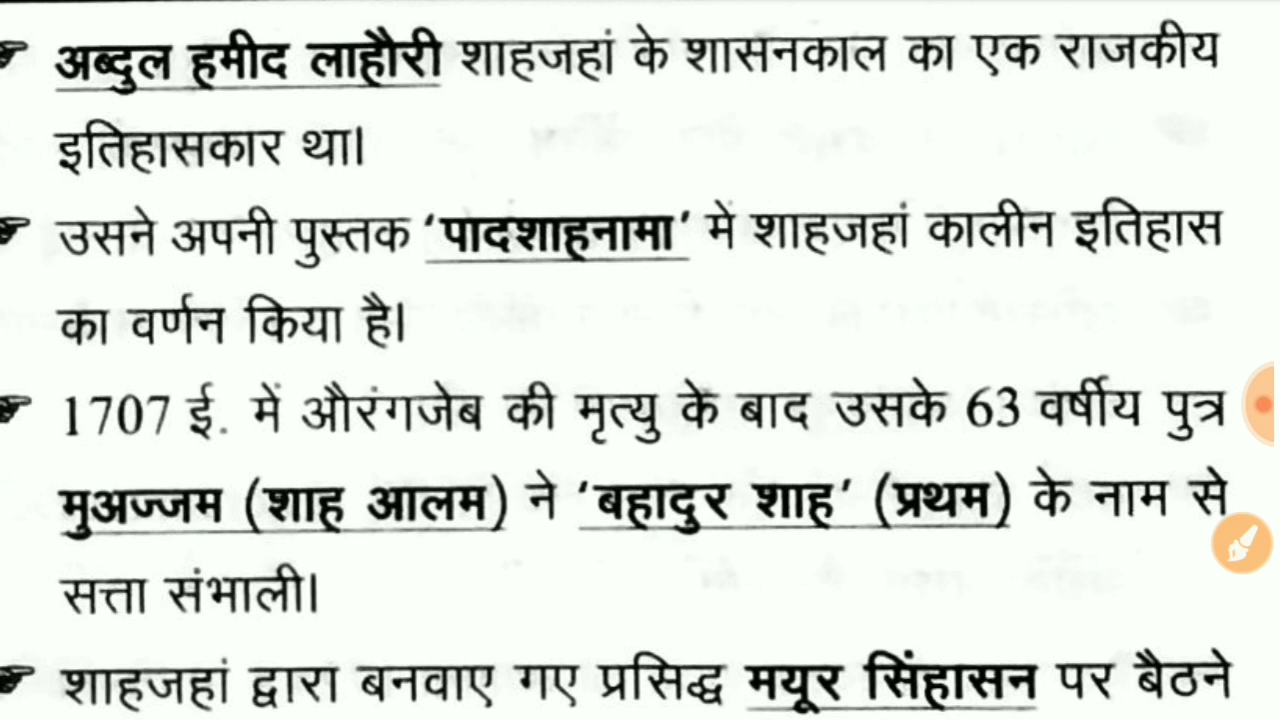 अब्दुल हमीद लाहौरी शाहजहां के शासनकाल का एक राजकीय
इतिहासकार था।
उसने अपनी पुस्तक ‘पादशाहनामा’ मे शाहजहां कालीन इतिहास
का वर्णन किया है।
1707 ई. में औरंगजेब की मृत्यु के बाद उसके 63 वर्षीय पुत्र
मुअज्जम (शाह आलम) ने ‘बहादुर शाह’ (प्रथम) के नाम से
सत्ता संभाली।
शाहजहां द्वारा बनवाए गए प्रसिद्ध मयूर सिंहासन पर बैठने